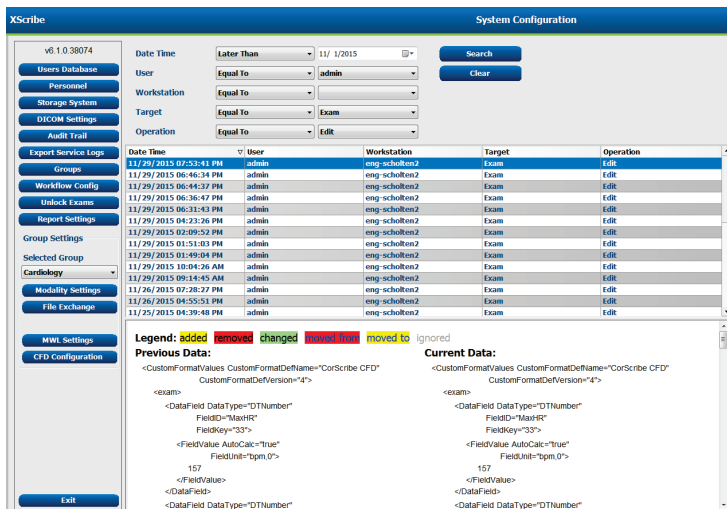 XScribe System Configuration
v6.1.0.38074
Users Database
Personnel
Storage System
DICOM Settings
Audit Trail
Export Service Logs
Groups
Workflow Config
Unlock Exams
Report Settings
Group Settings
Selected Group
Cardiology
Modality Settings
File Exchange
MWL Settings
CFD Configuration
Exit
Date Time Later Than 11/ 1/2015 Search
User Equal To admin Clear
Workstation Equal To
Target Equal To Exam
Operation Equal To Edit
Date Time User Workstation Target Operation
11/29/2015 07:53:41 PM admin eng-scholten2 Exam Edit
11/29/2015 06:46:34 PM admin eng-scholten2 Exam Edit
11/29/2015 06:44:37 PM admin eng-scholten2 Exam Edit
11/29/2015 06:36:47 PM admin eng-scholten2 Exam Edit
11/29/2015 06:31:43 PM admin eng-scholten2 Exam Edit
11/29/2015 04:23:26 PM admin eng-scholten2 Exam Edit
11/29/2015 02:09:52 PM admin eng-scholten2 Exam Edit
11/29/2015 01:51:03 PM admin eng-scholten2 Exam Edit
11/29/2015 01:49:04 PM admin eng-scholten2 Exam Edit
11/29/2015 10:04:26 AM admin eng-scholten2 Exam Edit
11/29/2015 09:14:45 AM admin eng-scholten2 Exam Edit
11/26/2015 07:28:27 PM admin eng-scholten2 Exam Edit
11/26/2015 04:55:51 PM admin eng-scholten2 Exam Edit
11/25/2015 04:39:48 PM admin eng-scholten2 Exam Edit
Legend: added removed changed moved from moved to ignored
Previous Data:
<CustomFormatValues CustomFormatDefName="CorScribe CFD"
CustomFormatDefVersion="4">
<exam>
<DataField DataType="DTNumber"
FieldID="MaxHR"
FieldKey="33">
<FieldValue AutoCalc="true"
FieldUnit="bpm,0">
157
</FieldValue>
</DataField>
<DataField DataType="DTNumber"
Current Data:
<CustomFormatValues CustomFormatDefName="CorScribe CFD"
CustomFormatDefVersion="4">
<exam>
<DataField DataType="DTNumber"
FieldID="MaxHR"
FieldKey="33">
<FieldValue AutoCalc="true"
FieldUnit="bpm,0">
157
</FieldValue>
</DataField>
<DataField DataType="DTNumber"